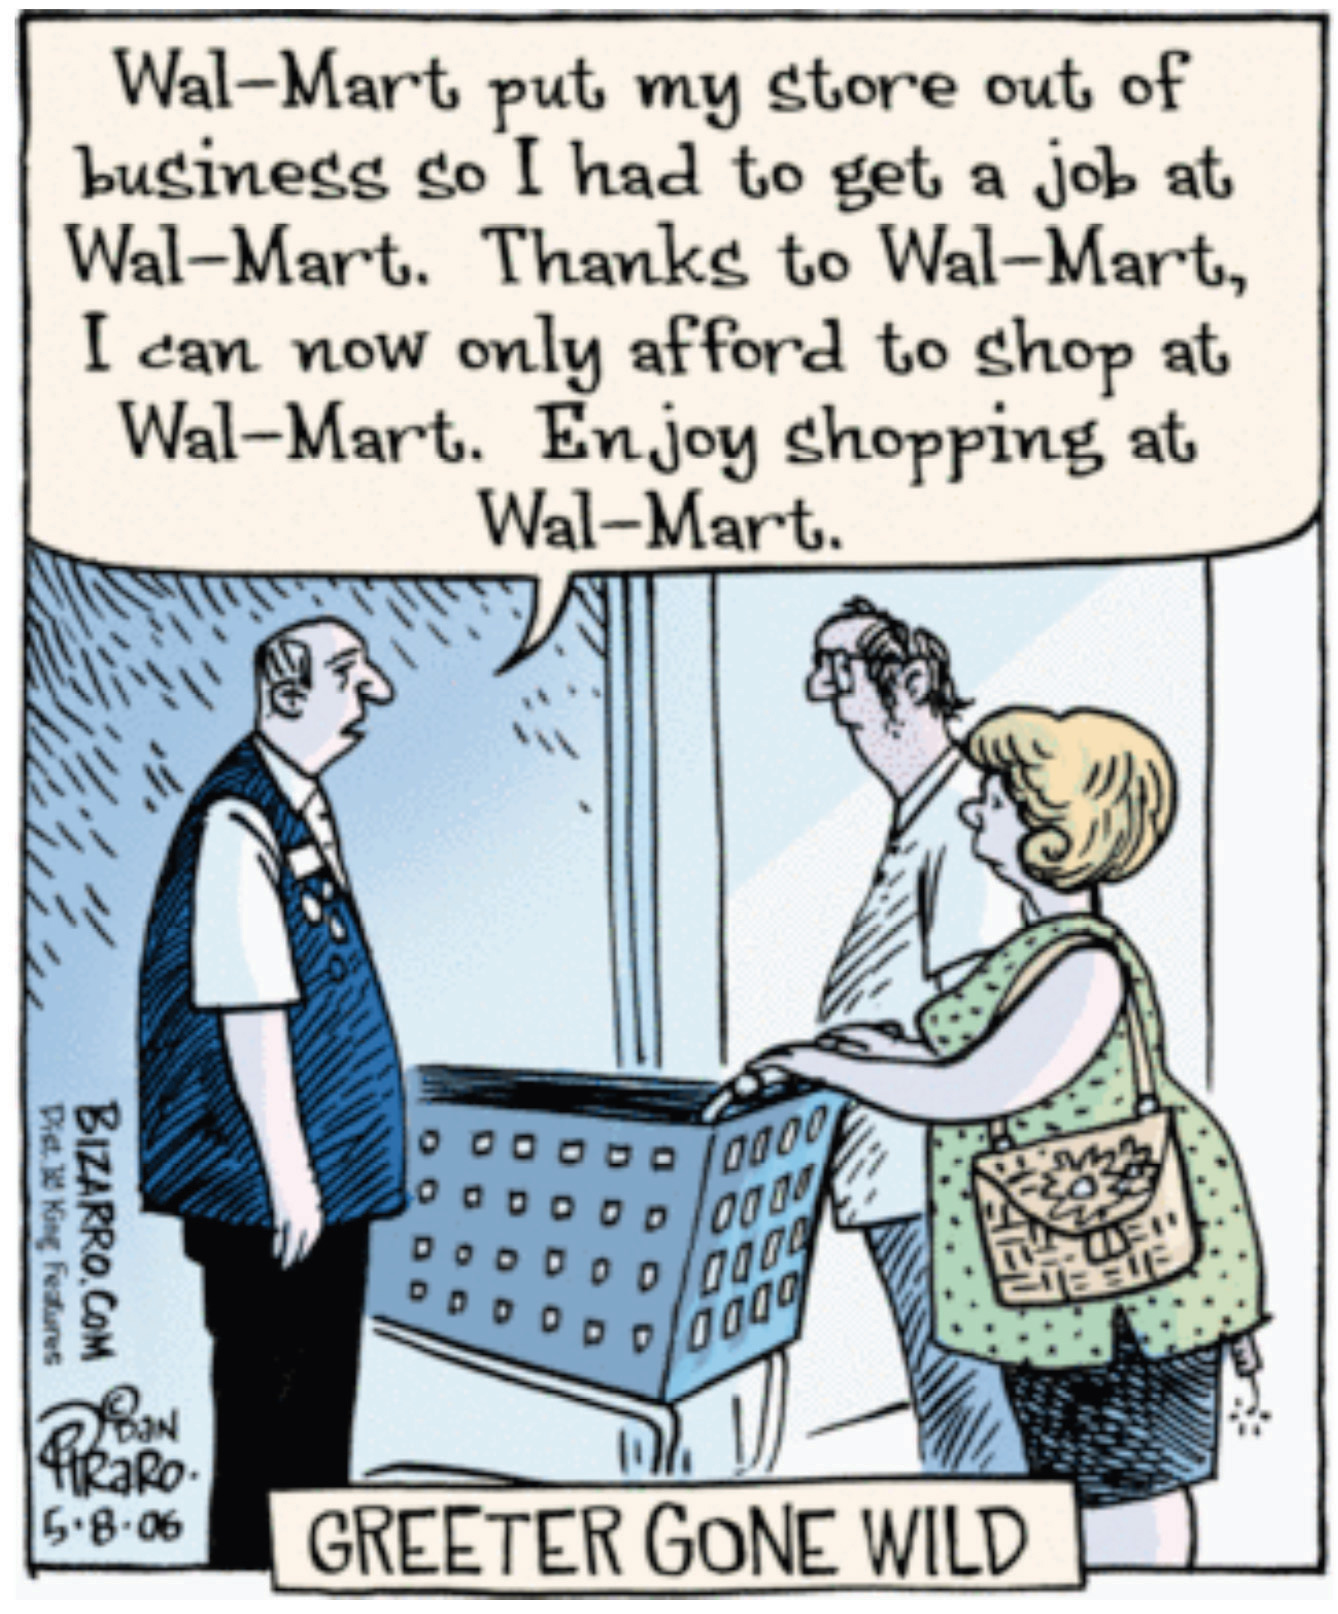 Wal-Mart put my store out of
business so I had to get a job at
Wal-Mart. Thanks to Wal-Mart,
I can now only afford to shop at
Wal-Mart. Enjoy shopping at
Wal-Mart.
BIZARRO.COM
Dist. by King Features
© Dan
Piraro.
5.8.06
GREETER GONE WILD